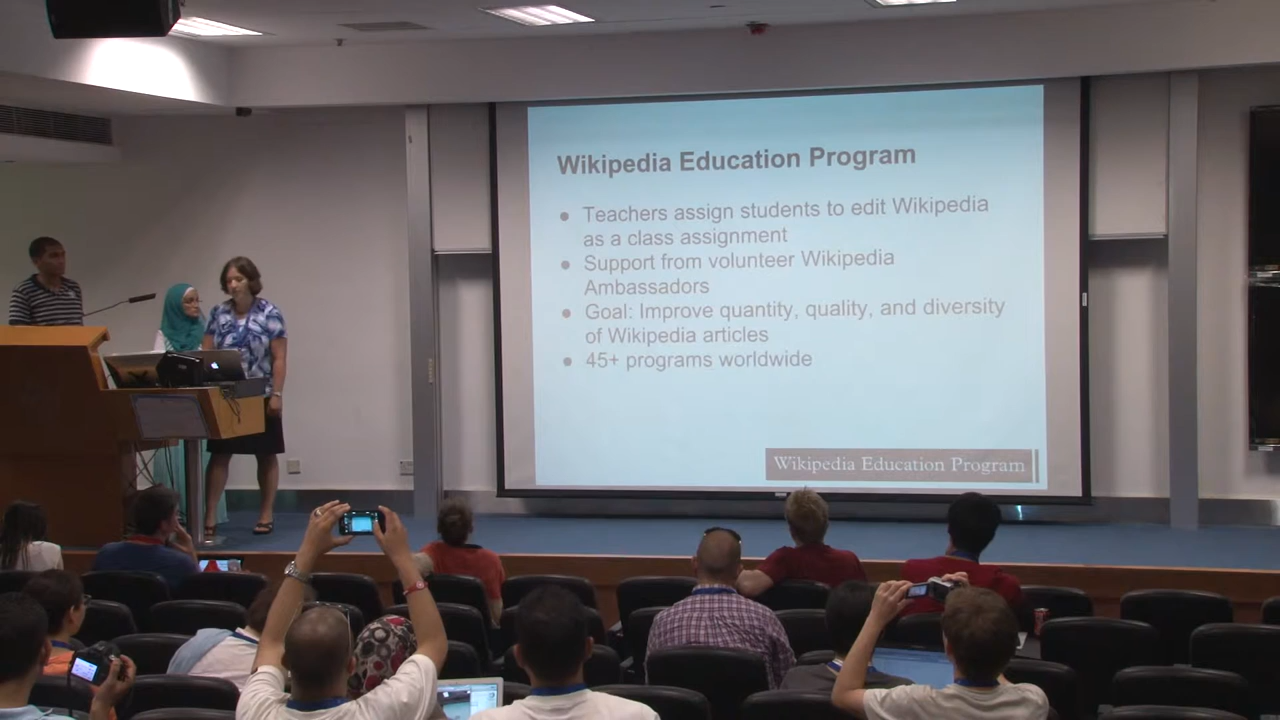 Wikipedia Education Program
● Teachers assign students to edit Wikipedia
as a class assignment
● Support from volunteer Wikipedia
Ambassadors
● Goal: Improve quantity, quality, and diversity
of Wikipedia articles
● 45+ programs worldwide
Wikipedia Education Program